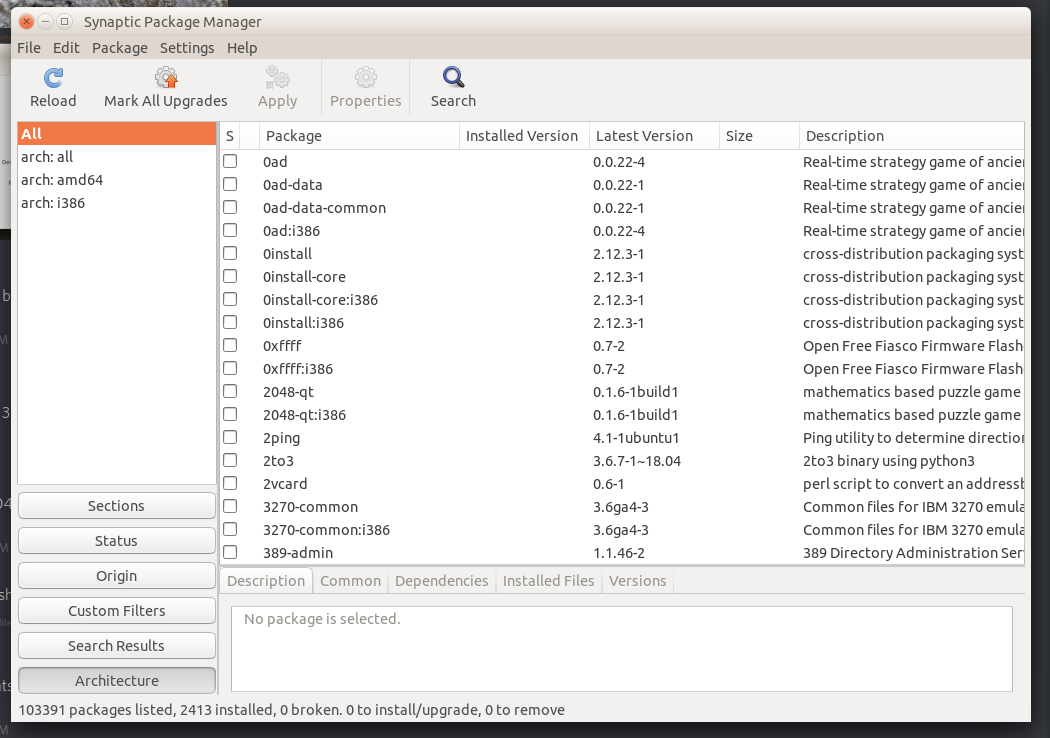 Synaptic Package Manager
File Edit Package Settings Help
Reload Mark All Upgrades Apply Properties Search
All
arch: all
arch: amd64
arch: i386
Sections
Status
Origin
Custom Filters
Search Results
Architecture
S Package Installed Version Latest Version Size Description
0ad 0.0.22-4 Real-time strategy game of ancie
0ad-data 0.0.22-1 Real-time strategy game of ancie
0ad-data-common 0.0.22-1 Real-time strategy game of ancie
0ad:i386 0.0.22-4 Real-time strategy game of ancie
0install 2.12.3-1 cross-distribution packaging syst
0install-core 2.12.3-1 cross-distribution packaging syst
0install-core:i386 2.12.3-1 cross-distribution packaging syst
0install:i386 2.12.3-1 cross-distribution packaging syst
0xffff 0.7-2 Open Free Fiasco Firmware Flash
0xffff:i386 0.7-2 Open Free Fiasco Firmware Flash
2048-qt 0.1.6-1build1 mathematics based puzzle game
2048-qt:i386 0.1.6-1build1 mathematics based puzzle game
2ping 4.1-1ubuntu1 Ping utility to determine direction
2to3 3.6.7-1~18.04 2to3 binary using python3
2vcard 0.6-1 perl script to convert an addressb
3270-common 3.6ga4-3 Common files for IBM 3270 emula
3270-common:i386 3.6ga4-3 Common files for IBM 3270 emula
389-admin 1.1.46-2 389 Directory Administration Ser
Description Common Dependencies Installed Files Versions
No package is selected.
103391 packages listed, 2413 installed, 0 broken. 0 to install/upgrade, 0 to remove